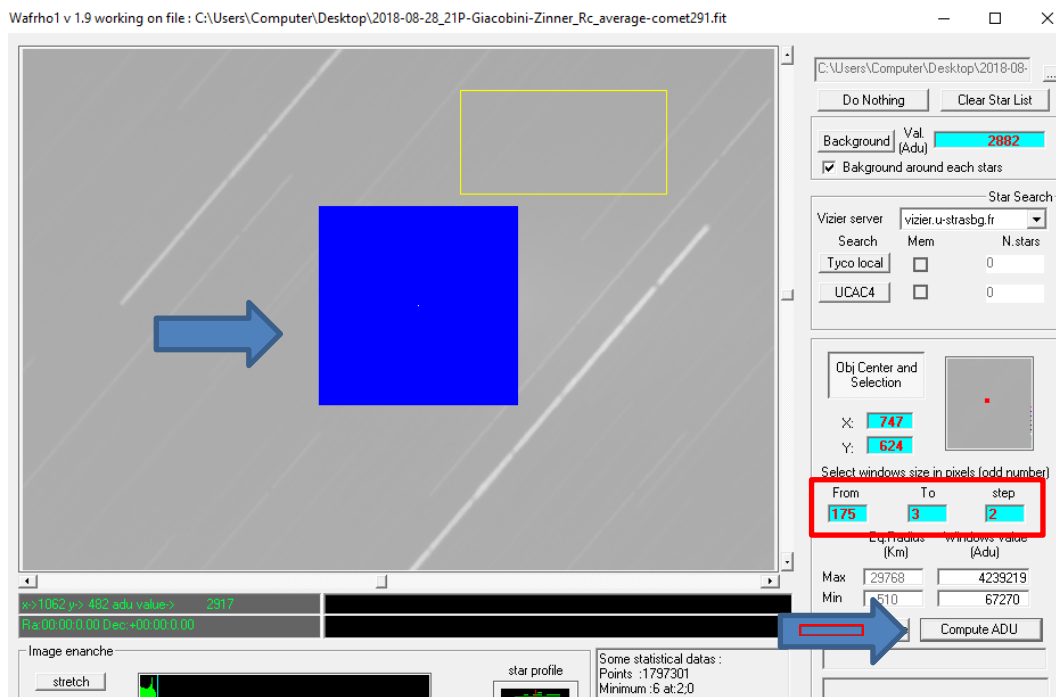 Wafrho1 v 1.9 working on file : C:\Users\Computer\Desktop\2018-08-28_21P-Giacobini-Zinner_Rc_average-comet291.fit
C:\Users\Computer\Desktop\2018-08-
...
Do Nothing
Clear Star List
Background
Val.
(Adu)
2882
Bakground around each stars
Star Search
Vizier server
vizier.u-strasbg.fr
Search Mem N.stars
Tyco local
0
UCAC4
0
Obj Center and
Selection
X: 747
Y: 624
Select windows size in pixels (odd number)
From To step
175 3 2
Eq.Radius Windows Value
(Km) (Adu)
Max 29768 4239219
Min 510 67270
Compute ADU
x->1062 y-> 482 adu value-> 2917
Ra:00:00:0.00 Dec:+00:00:0.00
Image enanche
stretch
star profile
Some statistical datas :
Points :1797301
Minimum :6 at:2;0